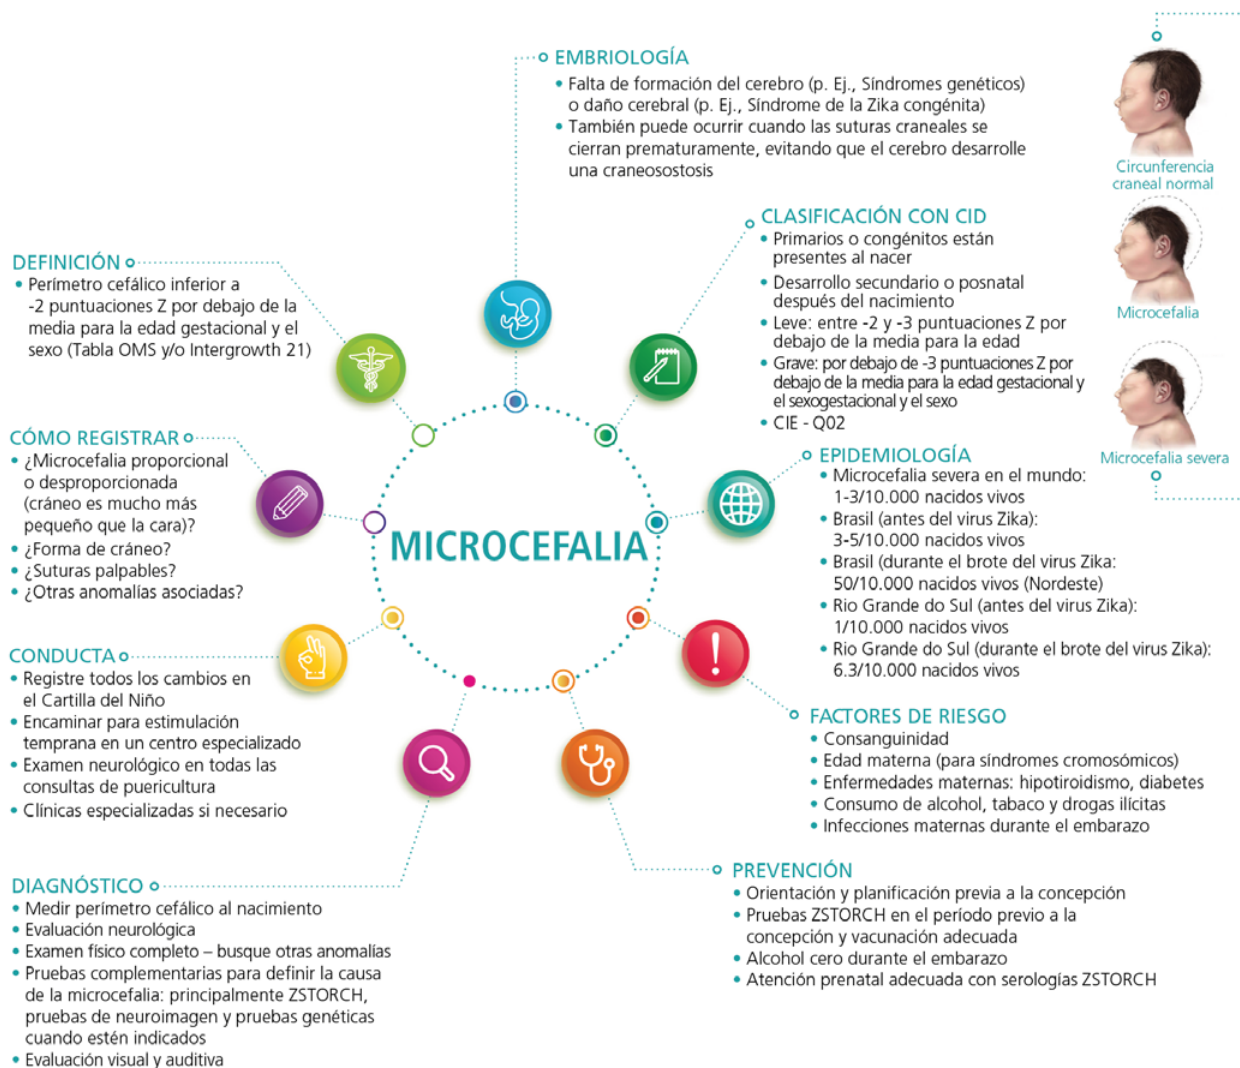 EMBRIOLOGÍA
• Falta de formación del cerebro (p. Ej., Síndromes genéticos)
o daño cerebral (p. Ej., Síndrome de la Zika congénita)
• También puede ocurrir cuando las suturas craneales se
cierran prematuramente, evitando que el cerebro desarrolle
una craneosostosis
Circunferencia
craneal normal
Microcefalia
Microcefalia severa
CLASIFICACIÓN CON CID
• Primarios o congénitos están
presentes al nacer
• Desarrollo secundario o posnatal
después del nacimiento
• Leve: entre -2 y -3 puntuaciones Z por
debajo de la media para la edad
• Grave: por debajo de -3 puntuaciones Z por
debajo de la media para la edad gestacional y
el sexogestacional y el sexo
• CIE - Q02
DEFINICIÓN
• Perímetro cefálico inferior a
-2 puntuaciones Z por debajo de la
media para la edad gestacional y el
sexo (Tabla OMS y/o Intergrowth 21)
CÓMO REGISTRAR
• ¿Microcefalia proporcional
o desproporcionada
(cráneo es mucho más
pequeño que la cara)?
• ¿Forma de cráneo?
• ¿Suturas palpables?
• ¿Otras anomalías asociadas?
MICROCEFALIA
EPIDEMIOLOGÍA
• Microcefalia severa en el mundo:
1-3/10.000 nacidos vivos
• Brasil (antes del virus Zika):
3-5/10.000 nacidos vivos
• Brasil (durante el brote del virus Zika:
50/10.000 nacidos vivos (Nordeste)
• Rio Grande do Sul (antes del virus Zika):
1/10.000 nacidos vivos
• Rio Grande do Sul (durante el brote del virus Zika):
6.3/10.000 nacidos vivos
CONDUCTA
• Registre todos los cambios en
el Cartilla del Niño
• Encaminar para estimulación
temprana en un centro especializado
• Examen neurológico en todas las
consultas de puericultura
• Clínicas especializadas si necesario
FACTORES DE RIESGO
• Consanguinidad
• Edad materna (para síndromes cromosómicos)
• Enfermedades maternas: hipotiroidismo, diabetes
• Consumo de alcohol, tabaco y drogas ilícitas
• Infecciones maternas durante el embarazo
DIAGNÓSTICO
• Medir perímetro cefálico al nacimiento
• Evaluación neurológica
• Examen físico completo – busque otras anomalías
• Pruebas complementarias para definir la causa
de la microcefalia: principalmente ZSTORCH,
pruebas de neuroimagen y pruebas genéticas
cuando estén indicados
• Evaluación visual y auditiva
PREVENCIÓN
• Orientación y planificación previa a la concepción
• Pruebas ZSTORCH en el período previo a la
concepción y vacunación adecuada
• Alcohol cero durante el embarazo
• Atención prenatal adecuada con serologías ZSTORCH